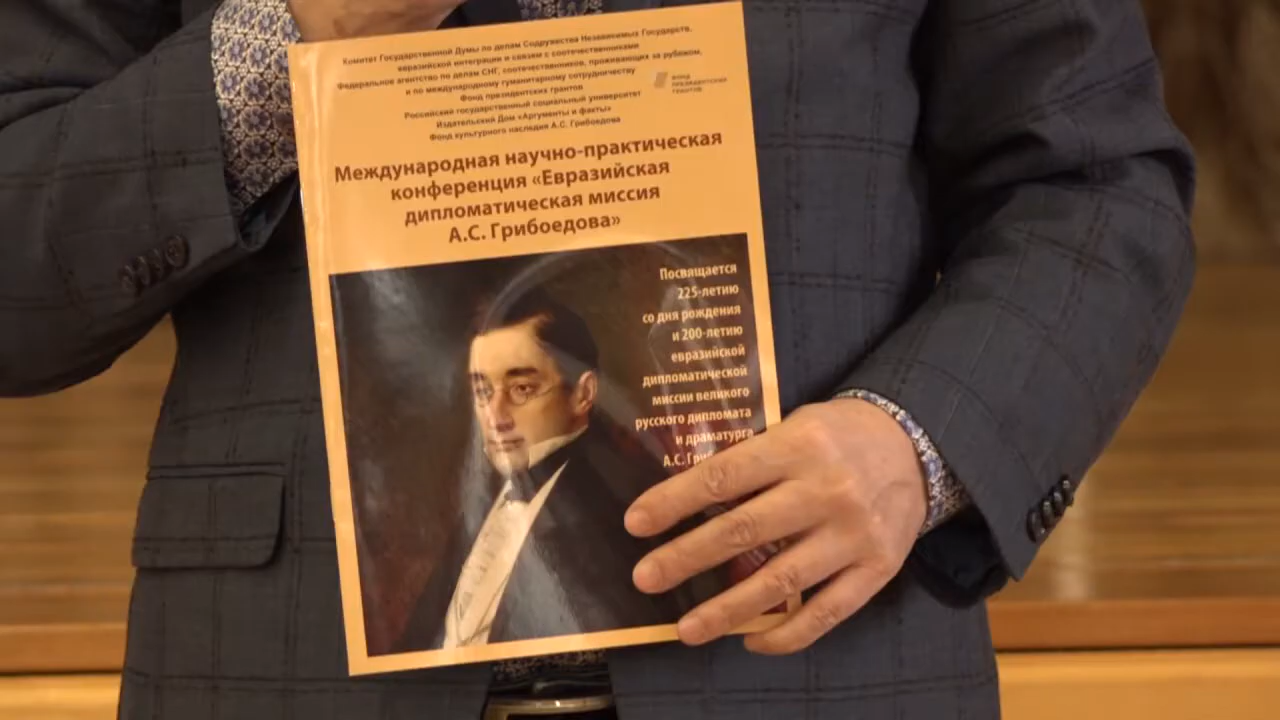 Комитет Государственной Думы по делам Содружества Независимых Государств,
евразийской интеграции и связям с соотечественниками
Федеральное агентство по делам СНГ, соотечественников, проживающих за рубежом,
и по международному гуманитарному сотрудничеству
Фонд президентских грантов
Российский государственный социальный университет
Издательский Дом «Аргументы и факты»
Фонд культурного наследия А.С. Грибоедова
ФОНД
ПРЕЗИДЕНТСКИХ
ГРАНТОВ
Международная научно-практическая
конференция «Евразийская
дипломатическая миссия
А.С. Грибоедова»
Посвящается
225-летию
со дня рождения
и 200-летию
евразийской
дипломатической
миссии великого
русского дипломата
и драматурга
А.С.